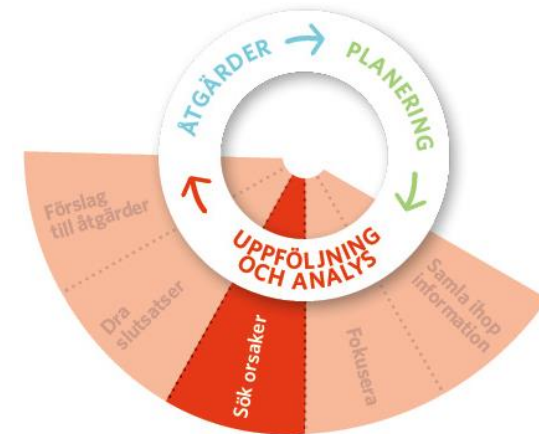 ÅTGÄRDER
PLANERING
UPPFÖLJNING
OCH ANALYS
Samla ihop
information
Fokusera
Sök orsaker
Dra
slutsatser
Förslag
till åtgärder